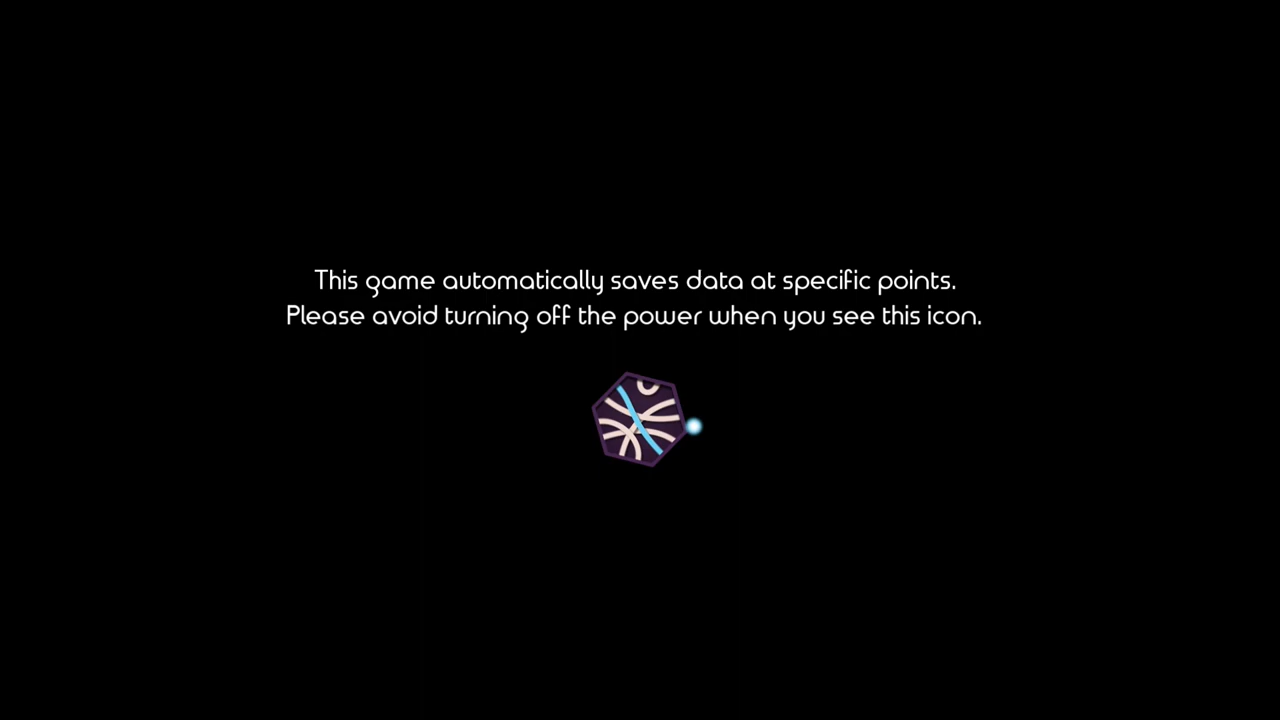 This game automatically saves data at specific points.
Please avoid turning off the power when you see this icon.